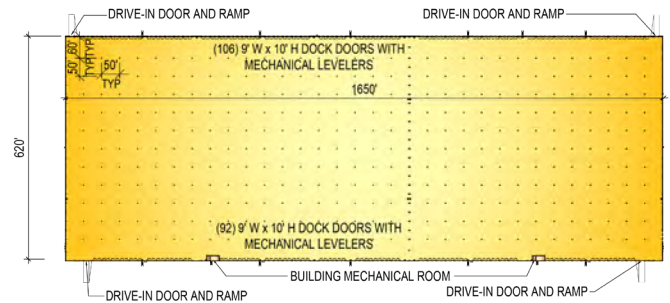 DRIVE-IN DOOR AND RAMP
DRIVE-IN DOOR AND RAMP
60'
TYP
50'
TYP
50'
TYP
(106) 9' W x 10' H DOCK DOORS WITH
MECHANICAL LEVELERS
1650'
620'
(92) 9' W x 10' H DOCK DOORS WITH
MECHANICAL LEVELERS
BUILDING MECHANICAL ROOM
DRIVE-IN DOOR AND RAMP
DRIVE-IN DOOR AND RAMP